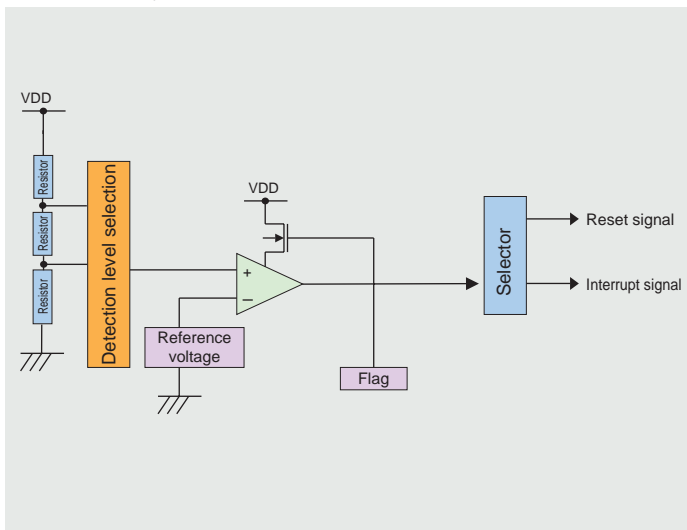 VDD
Resistor
Resistor
Resistor
Detection level selection
VDD
+
−
Reference
voltage
Flag
Selector
Reset signal
Interrupt signal